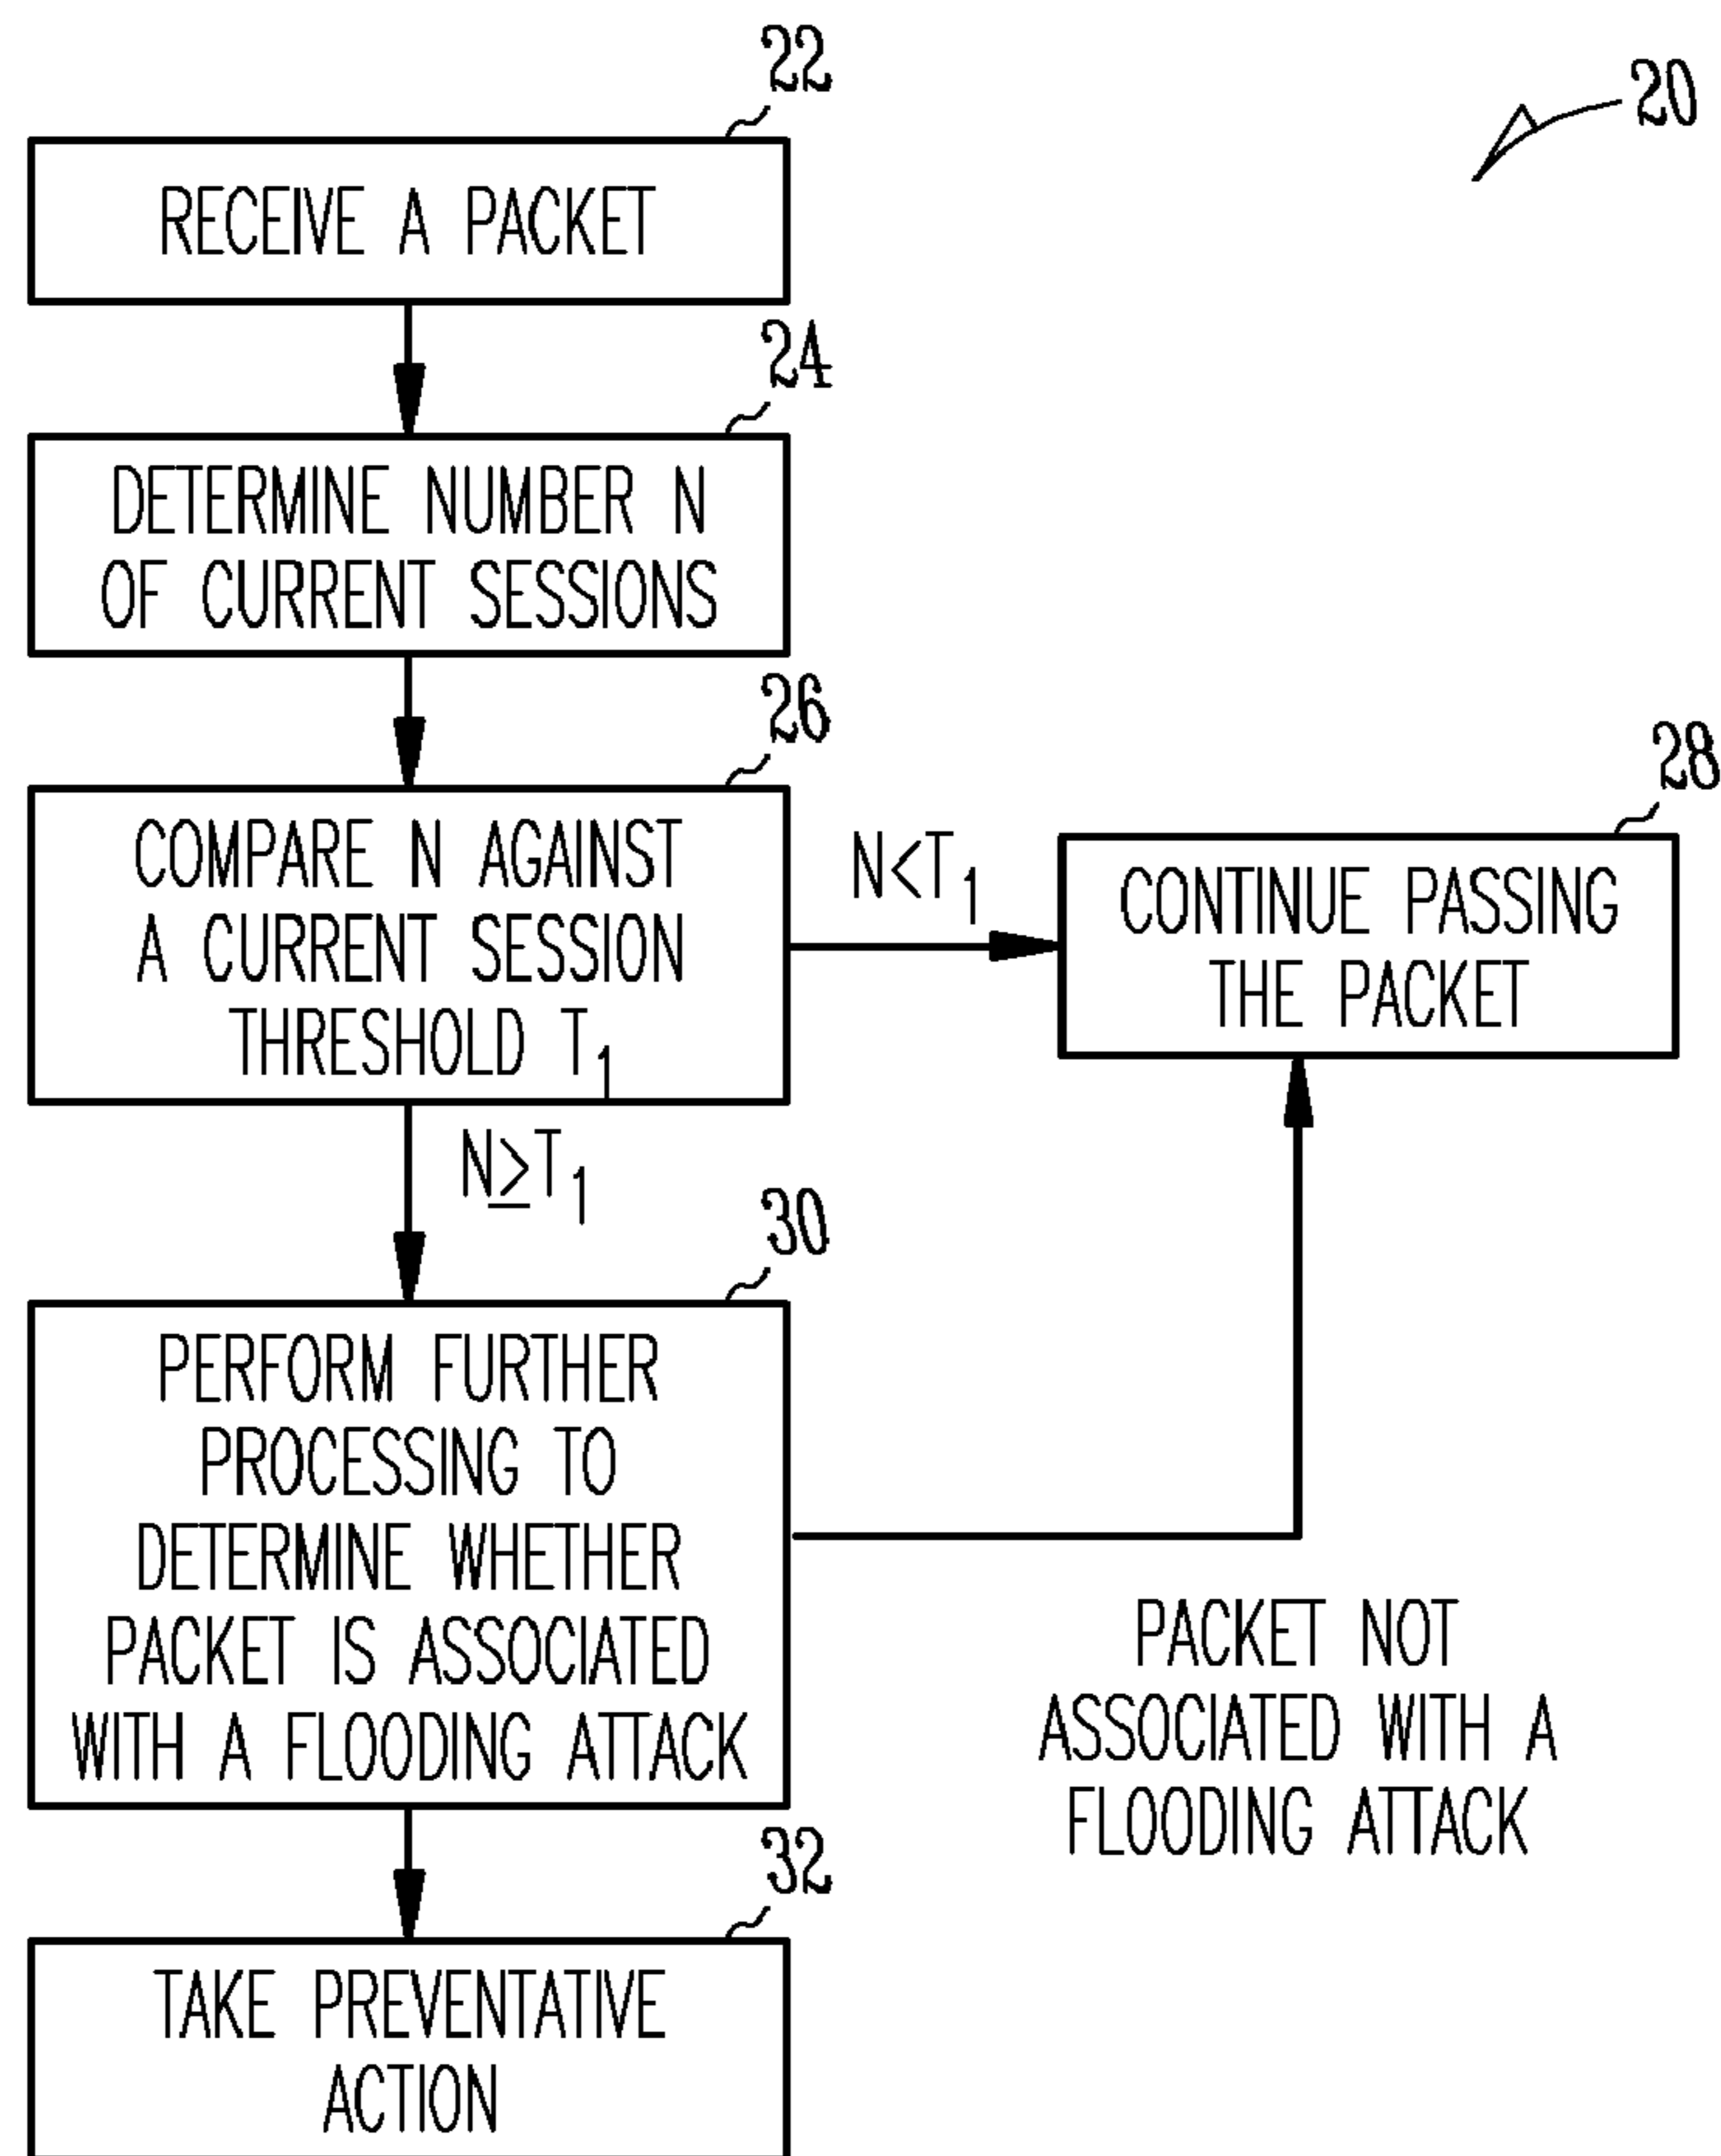 22
20
RECEIVE A PACKET
24
DETERMINE NUMBER N
OF CURRENT SESSIONS
26
COMPARE N AGAINST
A CURRENT SESSION
THRESHOLD T₁
N<T₁
28
CONTINUE PASSING
THE PACKET
N≥T₁
30
PERFORM FURTHER
PROCESSING TO
DETERMINE WHETHER
PACKET IS ASSOCIATED
WITH A FLOODING ATTACK
PACKET NOT
ASSOCIATED WITH A
FLOODING ATTACK
32
TAKE PREVENTATIVE
ACTION